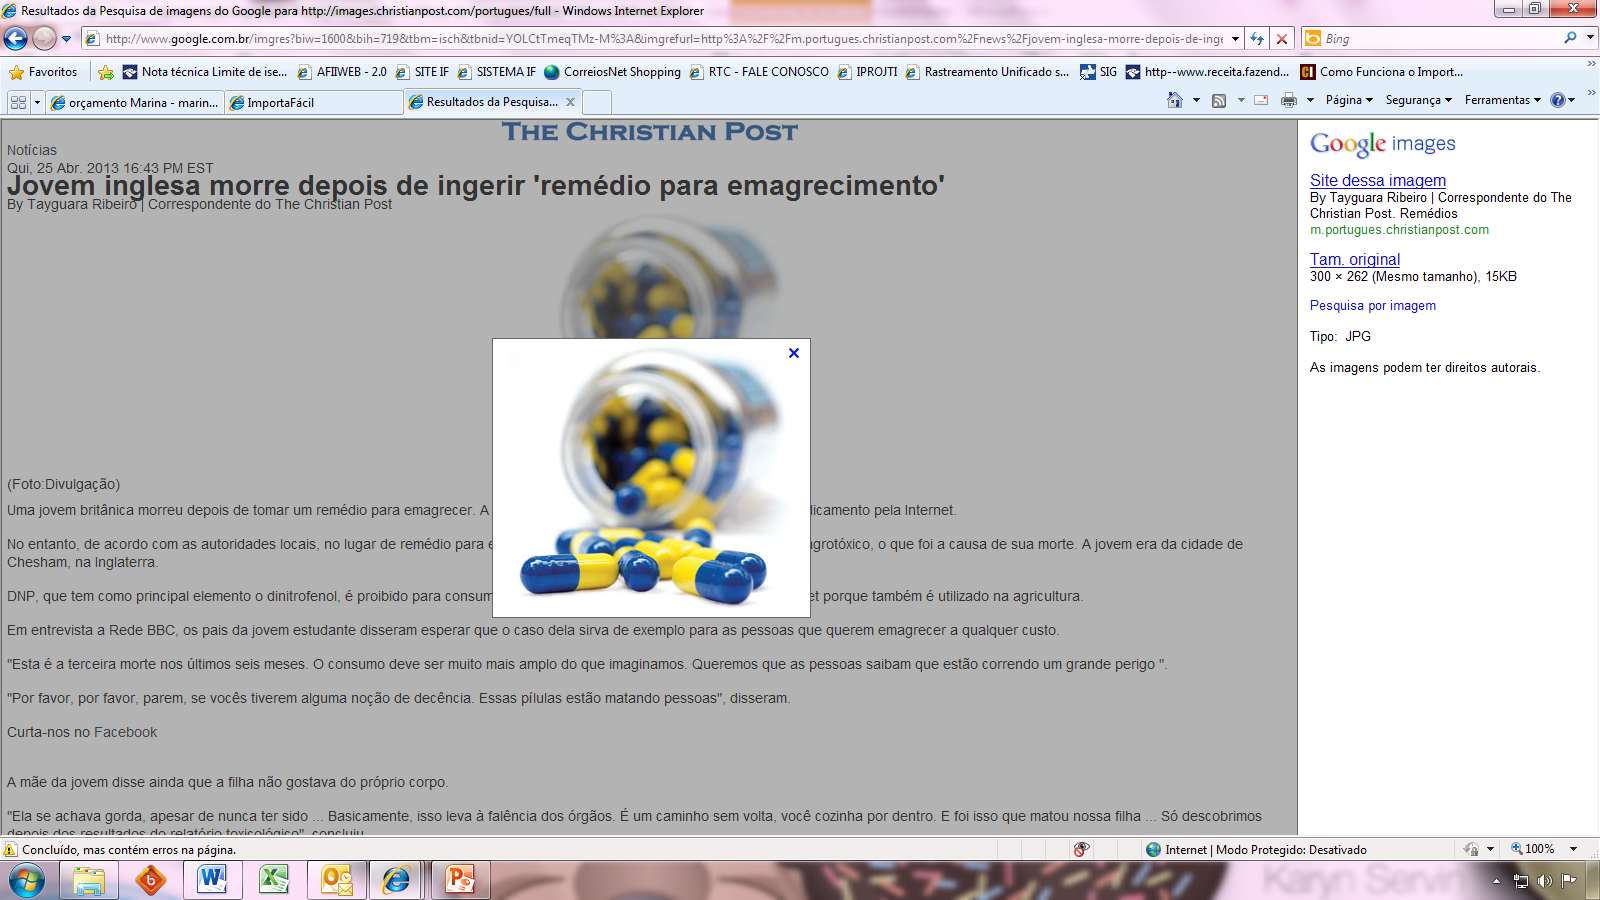 Resultados da Pesquisa de imagens do Google para http://images.christianpost.com/portugues/full - Windows Internet Explorer
http://www.google.com.br/imgres?biw=1600&bih=719&tbm=isch&tbnid=YOLCtTmeqTMz-M%3A&imgrefurl=http%3A%2F%2Fm.portugues.christianpost.com%2Fnews%2Fjovem-inglesa-morre-depois-de-inge
Bing
Favoritos
Nota técnica Limite de ise...
AFIIWEB - 2.0
SITE IF
SISTEMA IF
CorreiosNet Shopping
RTC - FALE CONOSCO
IPROJTI
Rastreamento Unificado s...
SIG
http--www.receita.fazend...
Como Funciona o Import...
orçamento Marina - marin...
ImportaFácil
Resultados da Pesquisa...
Página
Segurança
Ferramentas
THE CHRISTIAN POST
Notícias
Qui, 25 Abr. 2013 16:43 PM EST
Jovem inglesa morre depois de ingerir 'remédio para emagrecimento'
By Tayguara Ribeiro | Correspondente do The Christian Post
(Foto:Divulgação)
Uma jovem britânica morreu depois de tomar um remédio para emagrecer. A dicamento pela Internet.
No entanto, de acordo com as autoridades locais, no lugar de remédio para e agrotóxico, o que foi a causa de sua morte. A jovem era da cidade de
Chesham, na Inglaterra.
DNP, que tem como principal elemento o dinitrofenol, é proibido para consum et porque também é utilizado na agricultura.
Em entrevista a Rede BBC, os pais da jovem estudante disseram esperar que o caso dela sirva de exemplo para as pessoas que querem emagrecer a qualquer custo.
"Esta é a terceira morte nos últimos seis meses. O consumo deve ser muito mais amplo do que imaginamos. Queremos que as pessoas saibam que estão correndo um grande perigo ".
"Por favor, por favor, parem, se vocês tiverem alguma noção de decência. Essas pílulas estão matando pessoas", disseram.
Curta-nos no Facebook
A mãe da jovem disse ainda que a filha não gostava do próprio corpo.
"Ela se achava gorda, apesar de nunca ter sido ... Basicamente, isso leva à falência dos órgãos. É um caminho sem volta, você cozinha por dentro. E foi isso que matou nossa filha ... Só descobrimos
depois dos resultados do relatório toxicológico", concluiu.
Google images
Site dessa imagem
By Tayguara Ribeiro | Correspondente do The
Christian Post. Remédios
m.portugues.christianpost.com
Tam. original
300 × 262 (Mesmo tamanho), 15KB
Pesquisa por imagem
Tipo: JPG
As imagens podem ter direitos autorais.
Concluído, mas contém erros na página.
Internet | Modo Protegido: Desativado
100%
Karyn Servin